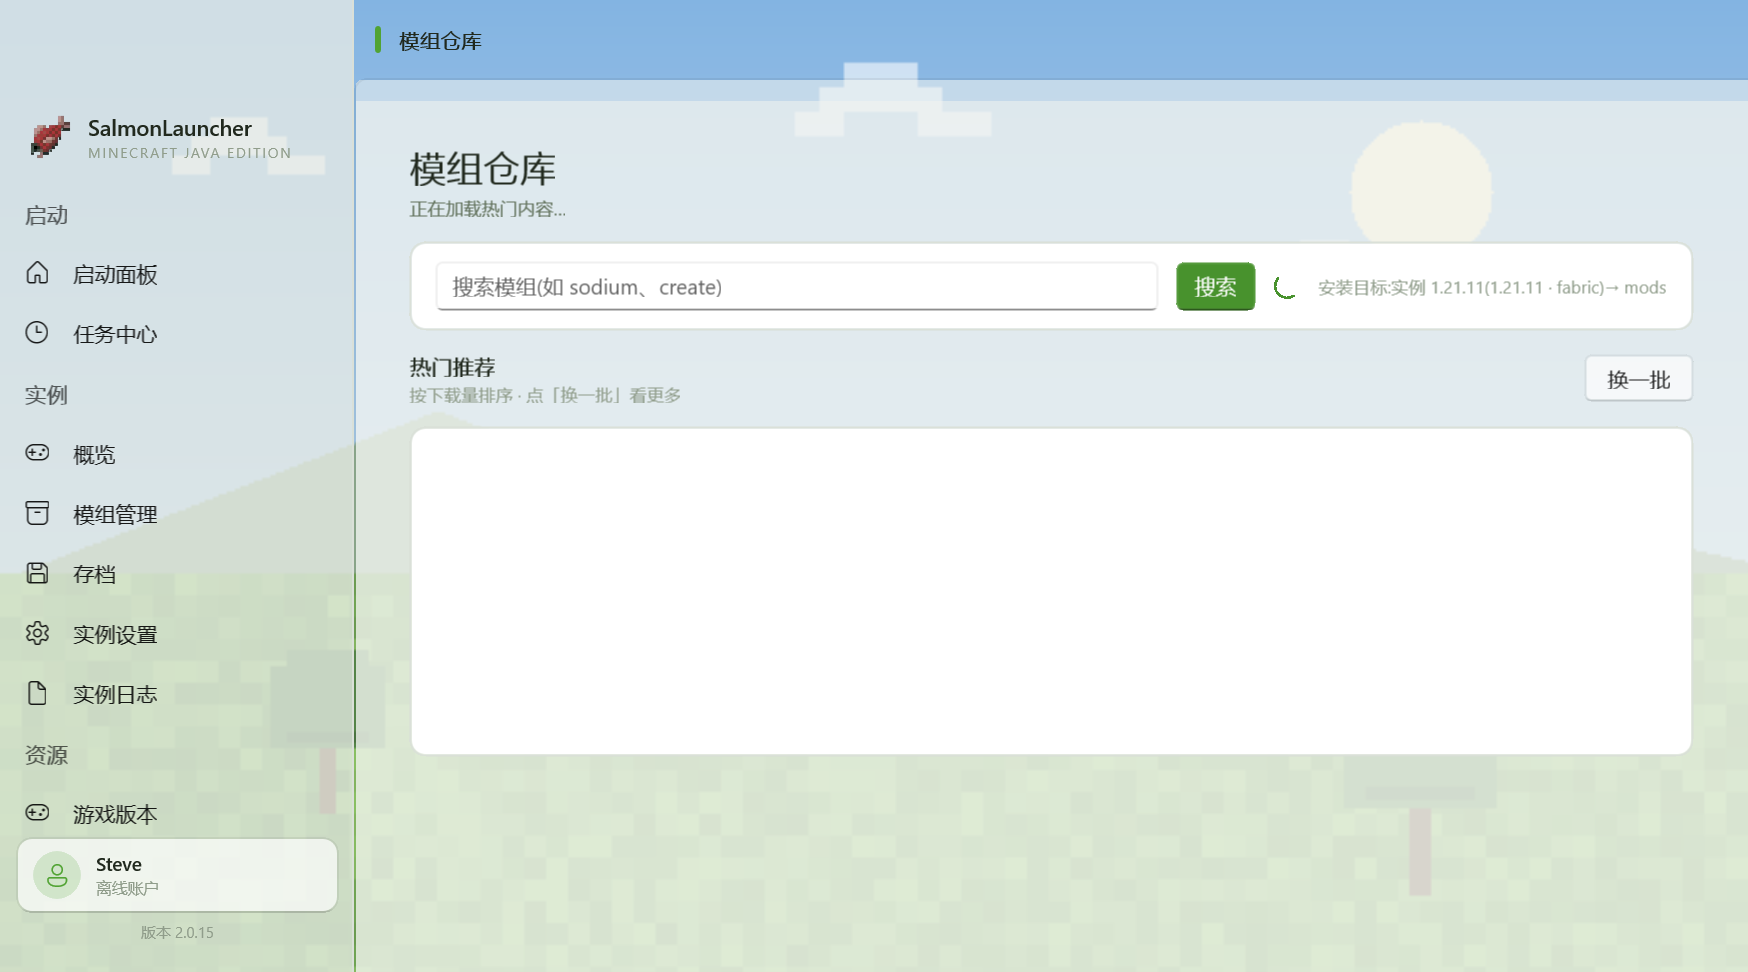 模组仓库
SalmonLauncher
MINECRAFT JAVA EDITION
启动
启动面板
任务中心
实例
概览
模组管理
存档
实例设置
实例日志
资源
游戏版本
Steve
离线账户
版本 2.0.15
模组仓库
正在加载热门内容...
搜索模组(如 sodium、create)
搜索
安装目标:实例 1.21.11(1.21.11 · fabric)→ mods
热门推荐
按下载量排序 · 点「换一批」看更多
换一批